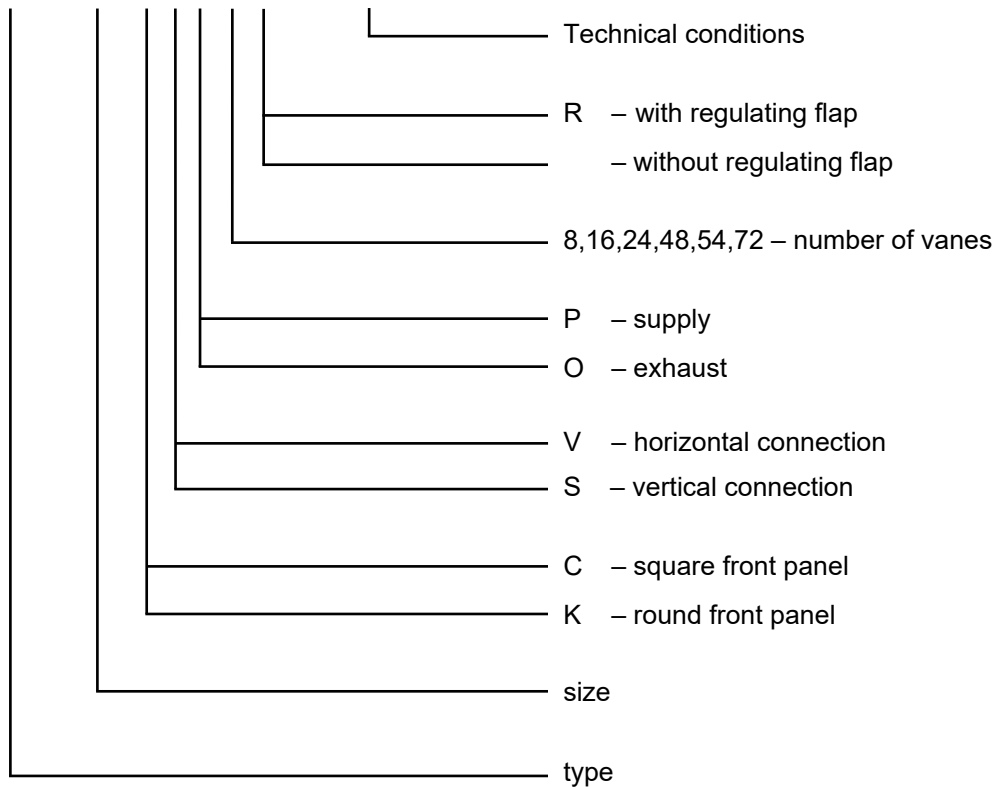 Technical conditions
R – with regulating flap
– without regulating flap
8,16,24,48,54,72 – number of vanes
P – supply
O – exhaust
V – horizontal connection
S – vertical connection
C – square front panel
K – round front panel
size
type